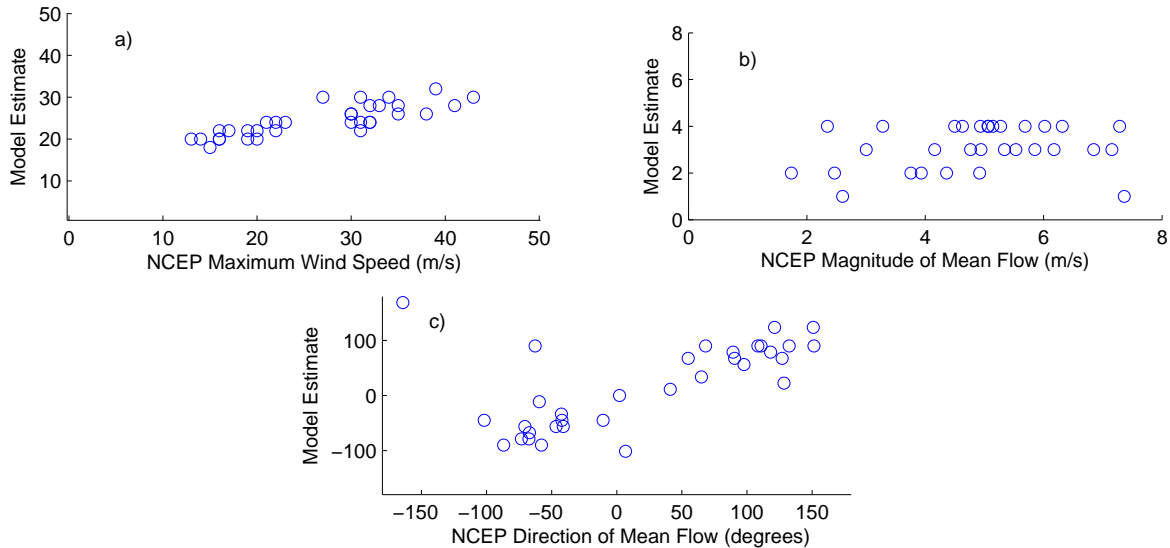 a)
50
40
30
20
10
Model Estimate
0 10 20 30 40 50
NCEP Maximum Wind Speed (m/s)
b)
8
6
4
2
0
Model Estimate
0 2 4 6 8
NCEP Magnitude of Mean Flow (m/s)
c)
100
0
−100
Model Estimate
−150 −100 −50 0 50 100 150
NCEP Direction of Mean Flow (degrees)